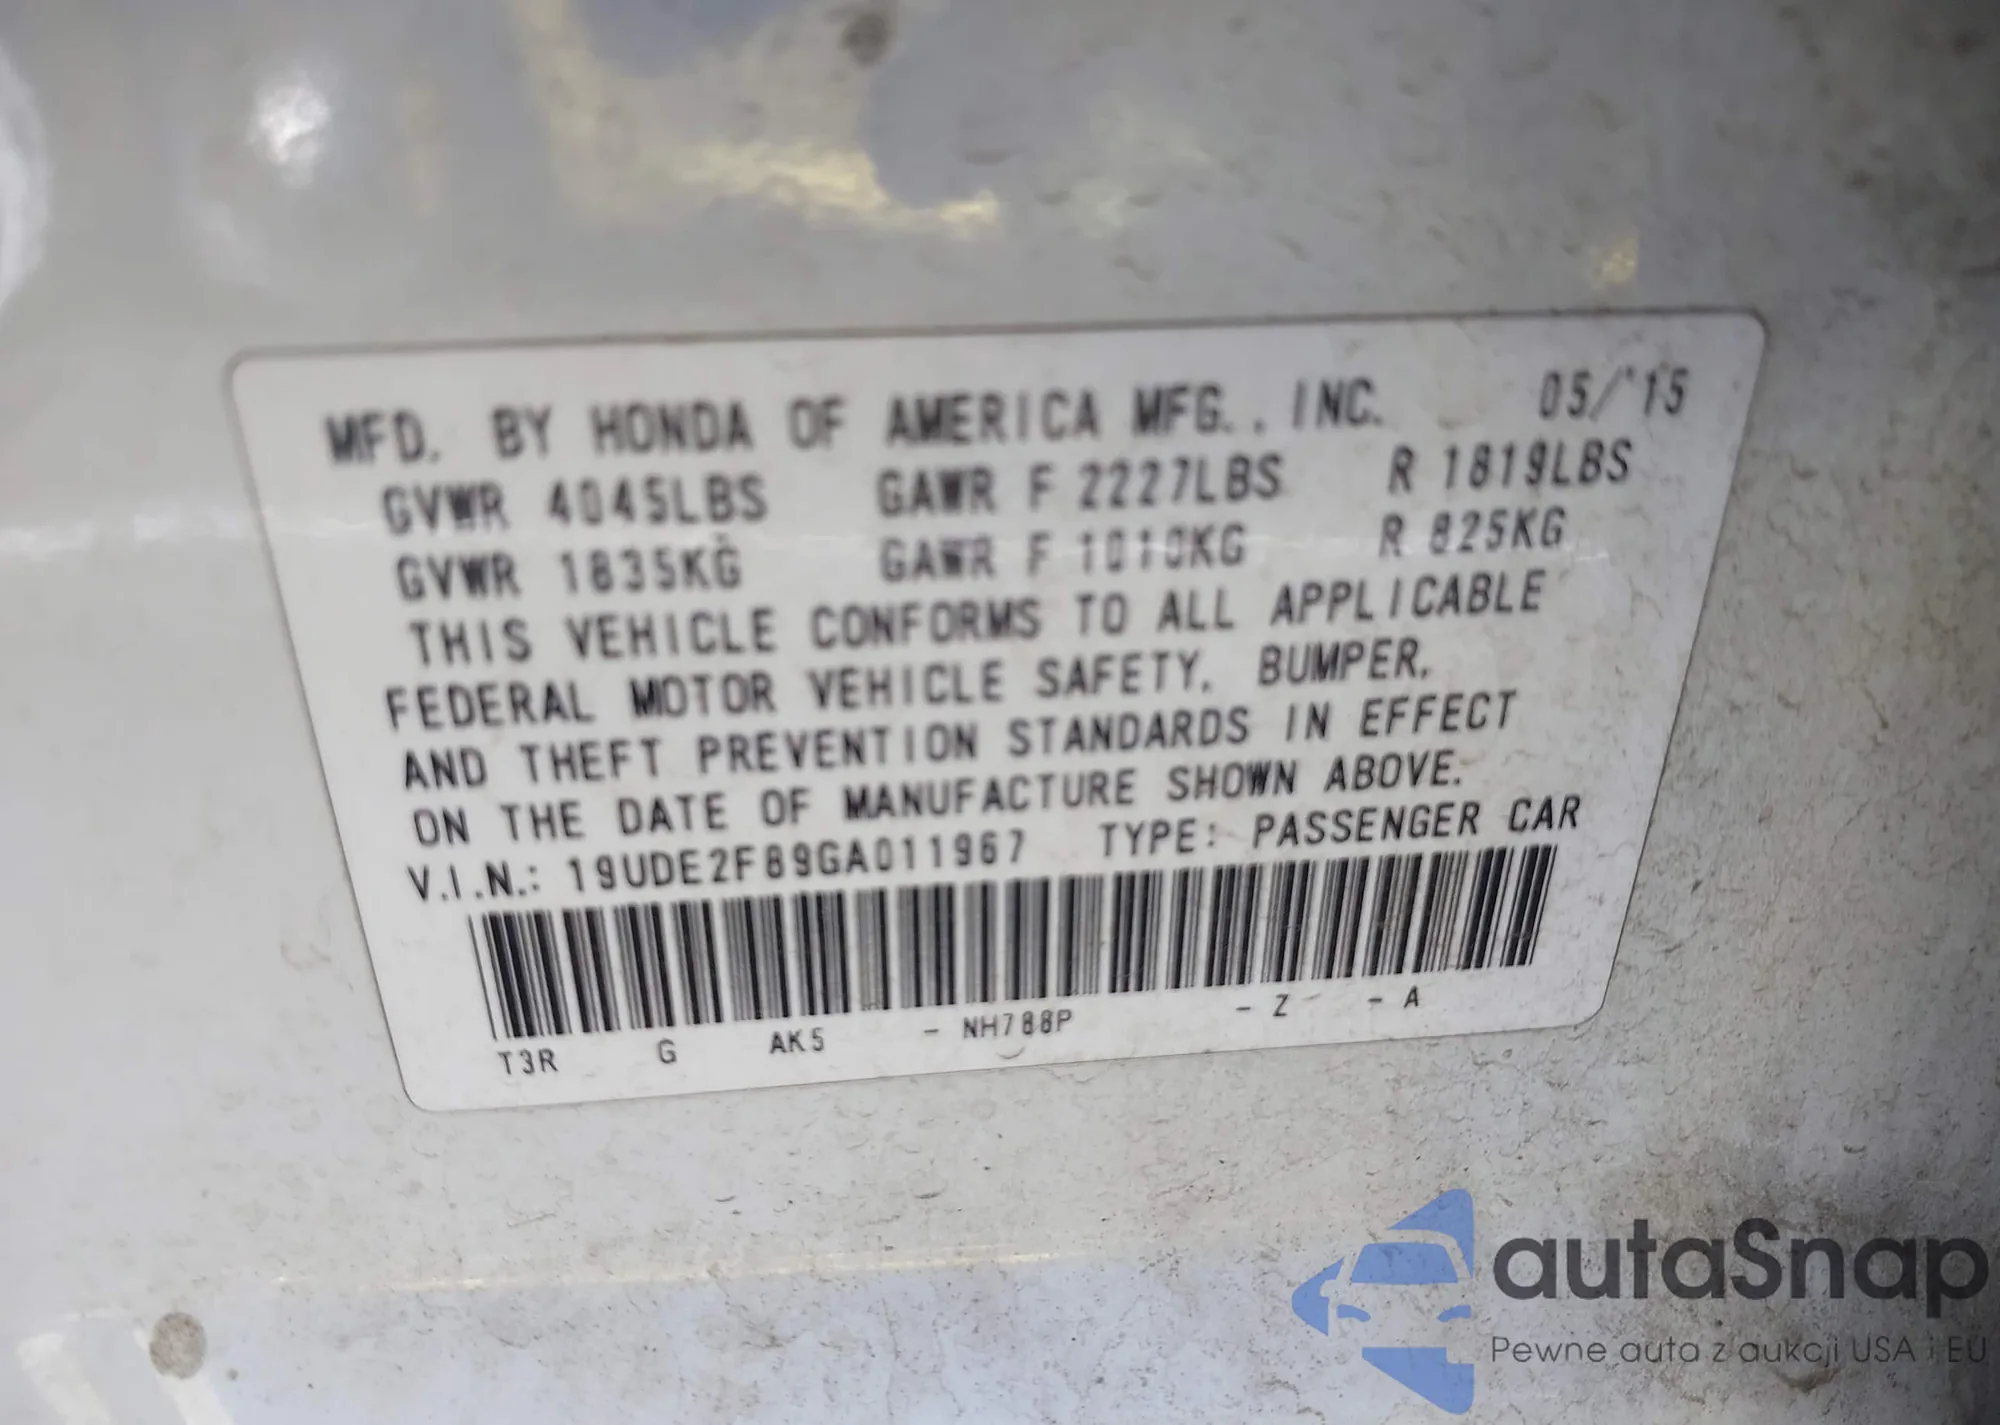 MFD. BY HONDA OF AMERICA MFG., INC. 05/'15
GVWR 4045LBS GAWR F 2227LBS R 1819LBS
GVWR 1835KG GAWR F 1010KG R 825KG
THIS VEHICLE CONFORMS TO ALL APPLICABLE
FEDERAL MOTOR VEHICLE SAFETY, BUMPER,
AND THEFT PREVENTION STANDARDS IN EFFECT
ON THE DATE OF MANUFACTURE SHOWN ABOVE.
V.I.N.: 19UDE2F89GA011967 TYPE: PASSENGER CAR
T3R G AK5 - NH788P - Z - A
autaSnap
Pewne auta z aukcji USA i EU